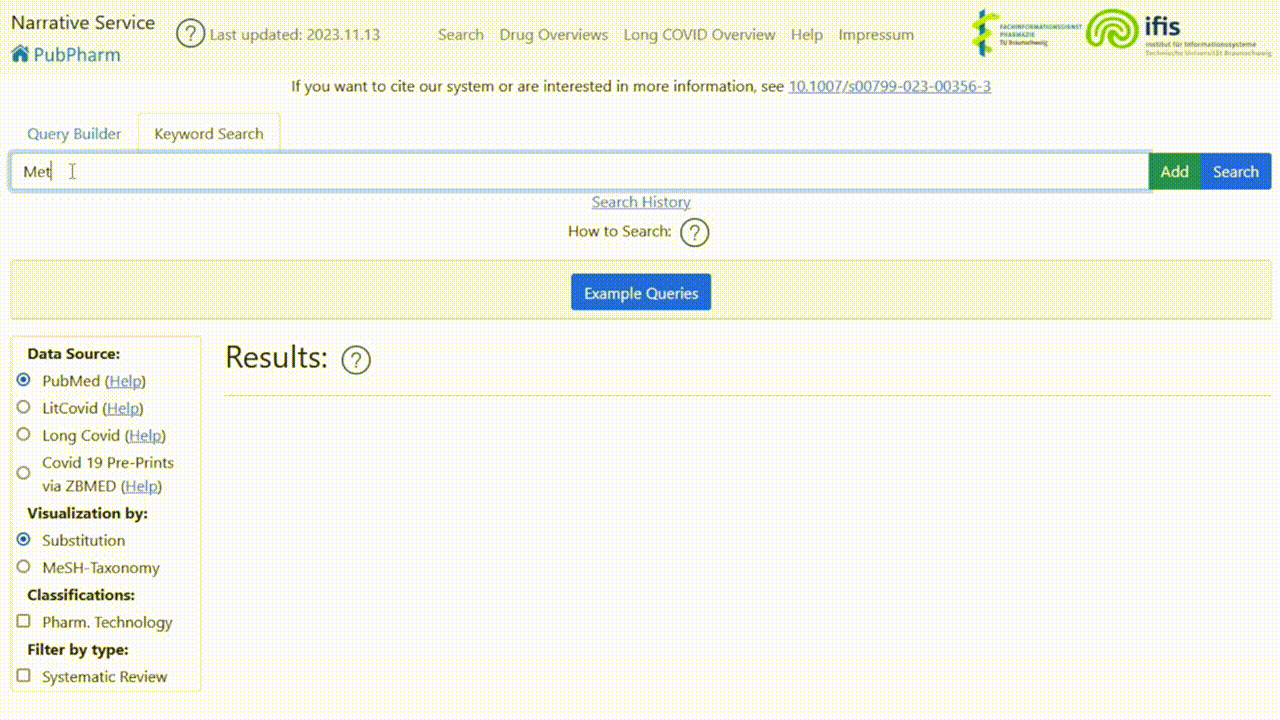 Narrative Service
PubPharm
? Last updated: 2023.11.13
Search Drug Overviews Long COVID Overview Help Impressum
FACHINFORMATIONSDIENST
PHARMAZIE
TU Braunschweig
ifis
Institut für Informationssysteme
Technische Universität Braunschweig
If you want to cite our system or are interested in more information, see 10.1007/s00799-023-00356-3
Query Builder Keyword Search
Met
Add Search
Search History
How to Search: ?
Example Queries
Data Source:
PubMed (Help)
LitCovid (Help)
Long Covid (Help)
Covid 19 Pre-Prints
via ZBMED (Help)
Visualization by:
Substitution
MeSH-Taxonomy
Classifications:
Pharm. Technology
Filter by type:
Systematic Review
Results: ?